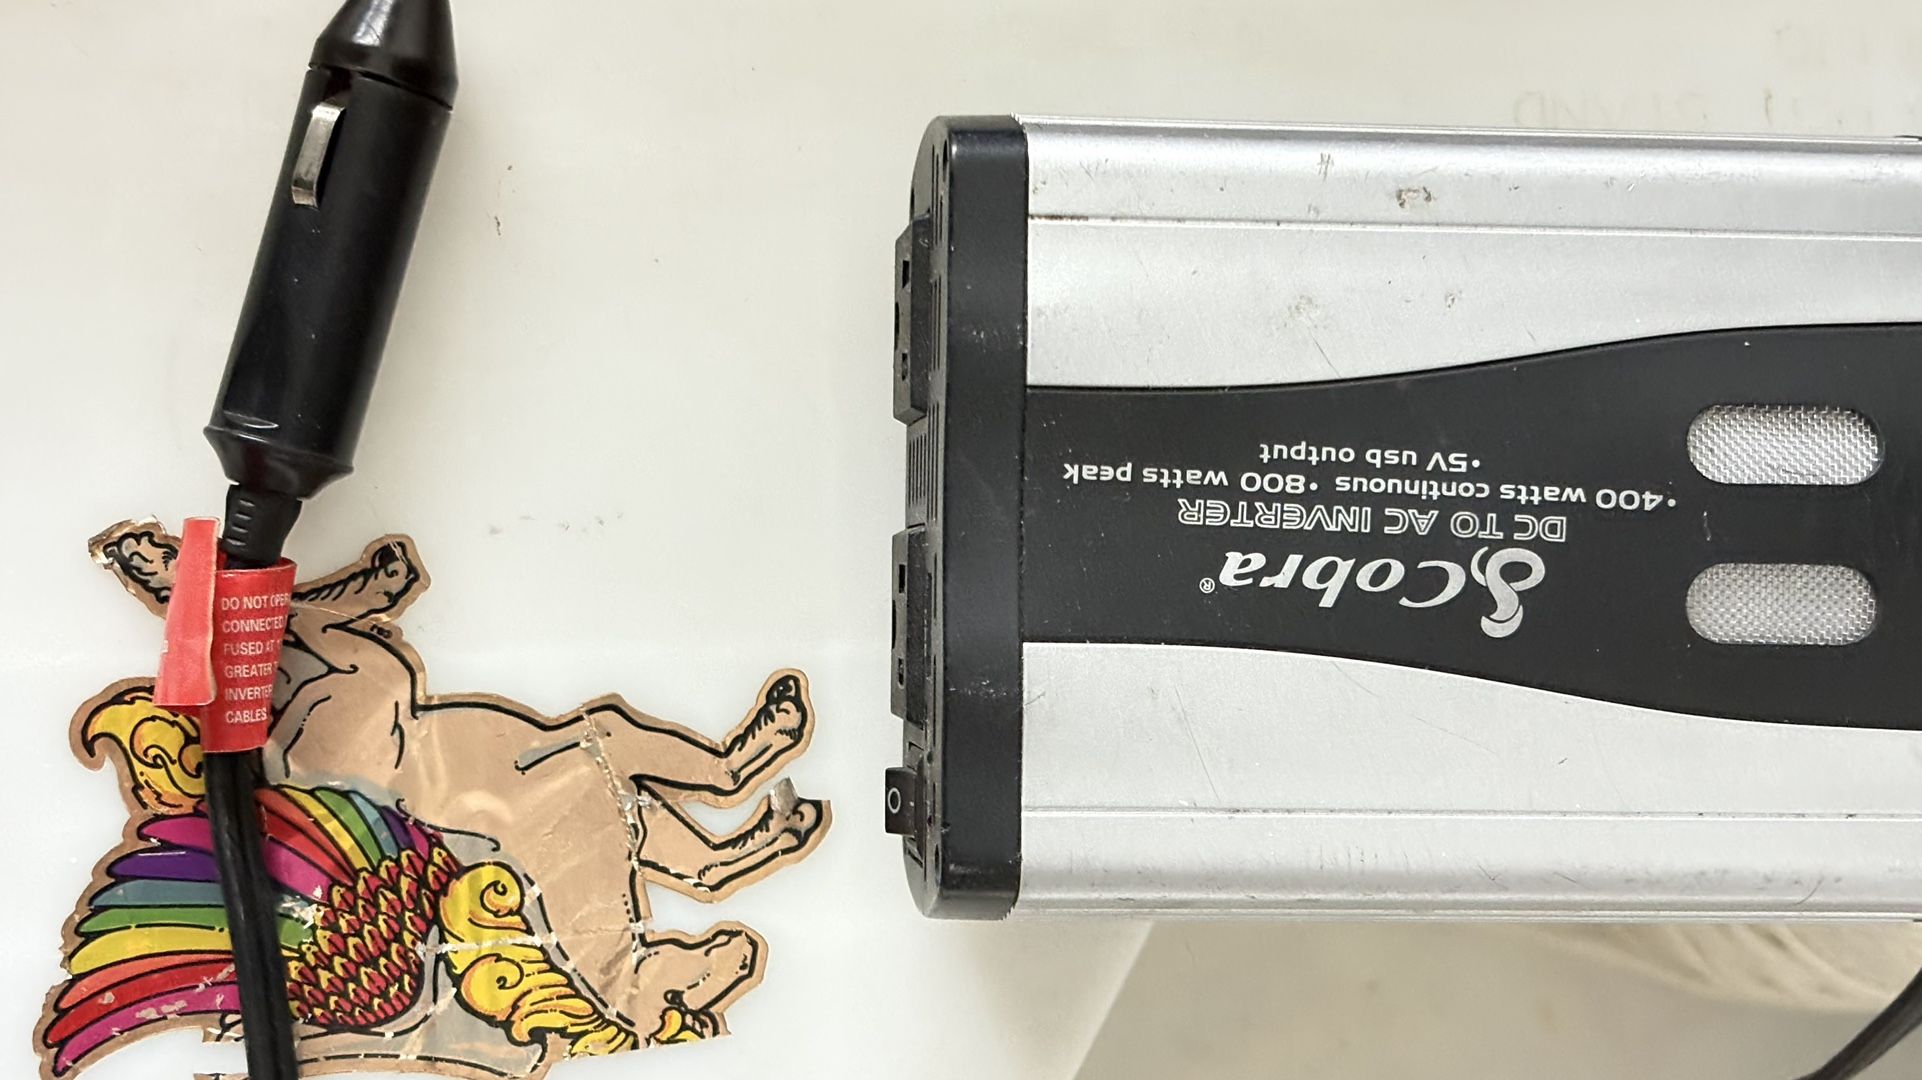 Cobra®
DC TO AC INVERTER
•400 watts continuous •800 watts peak
•5V usb output
DO NOT OPER
CONNECTED
FUSED AT
GREATER
INVERTER
CABLES
O